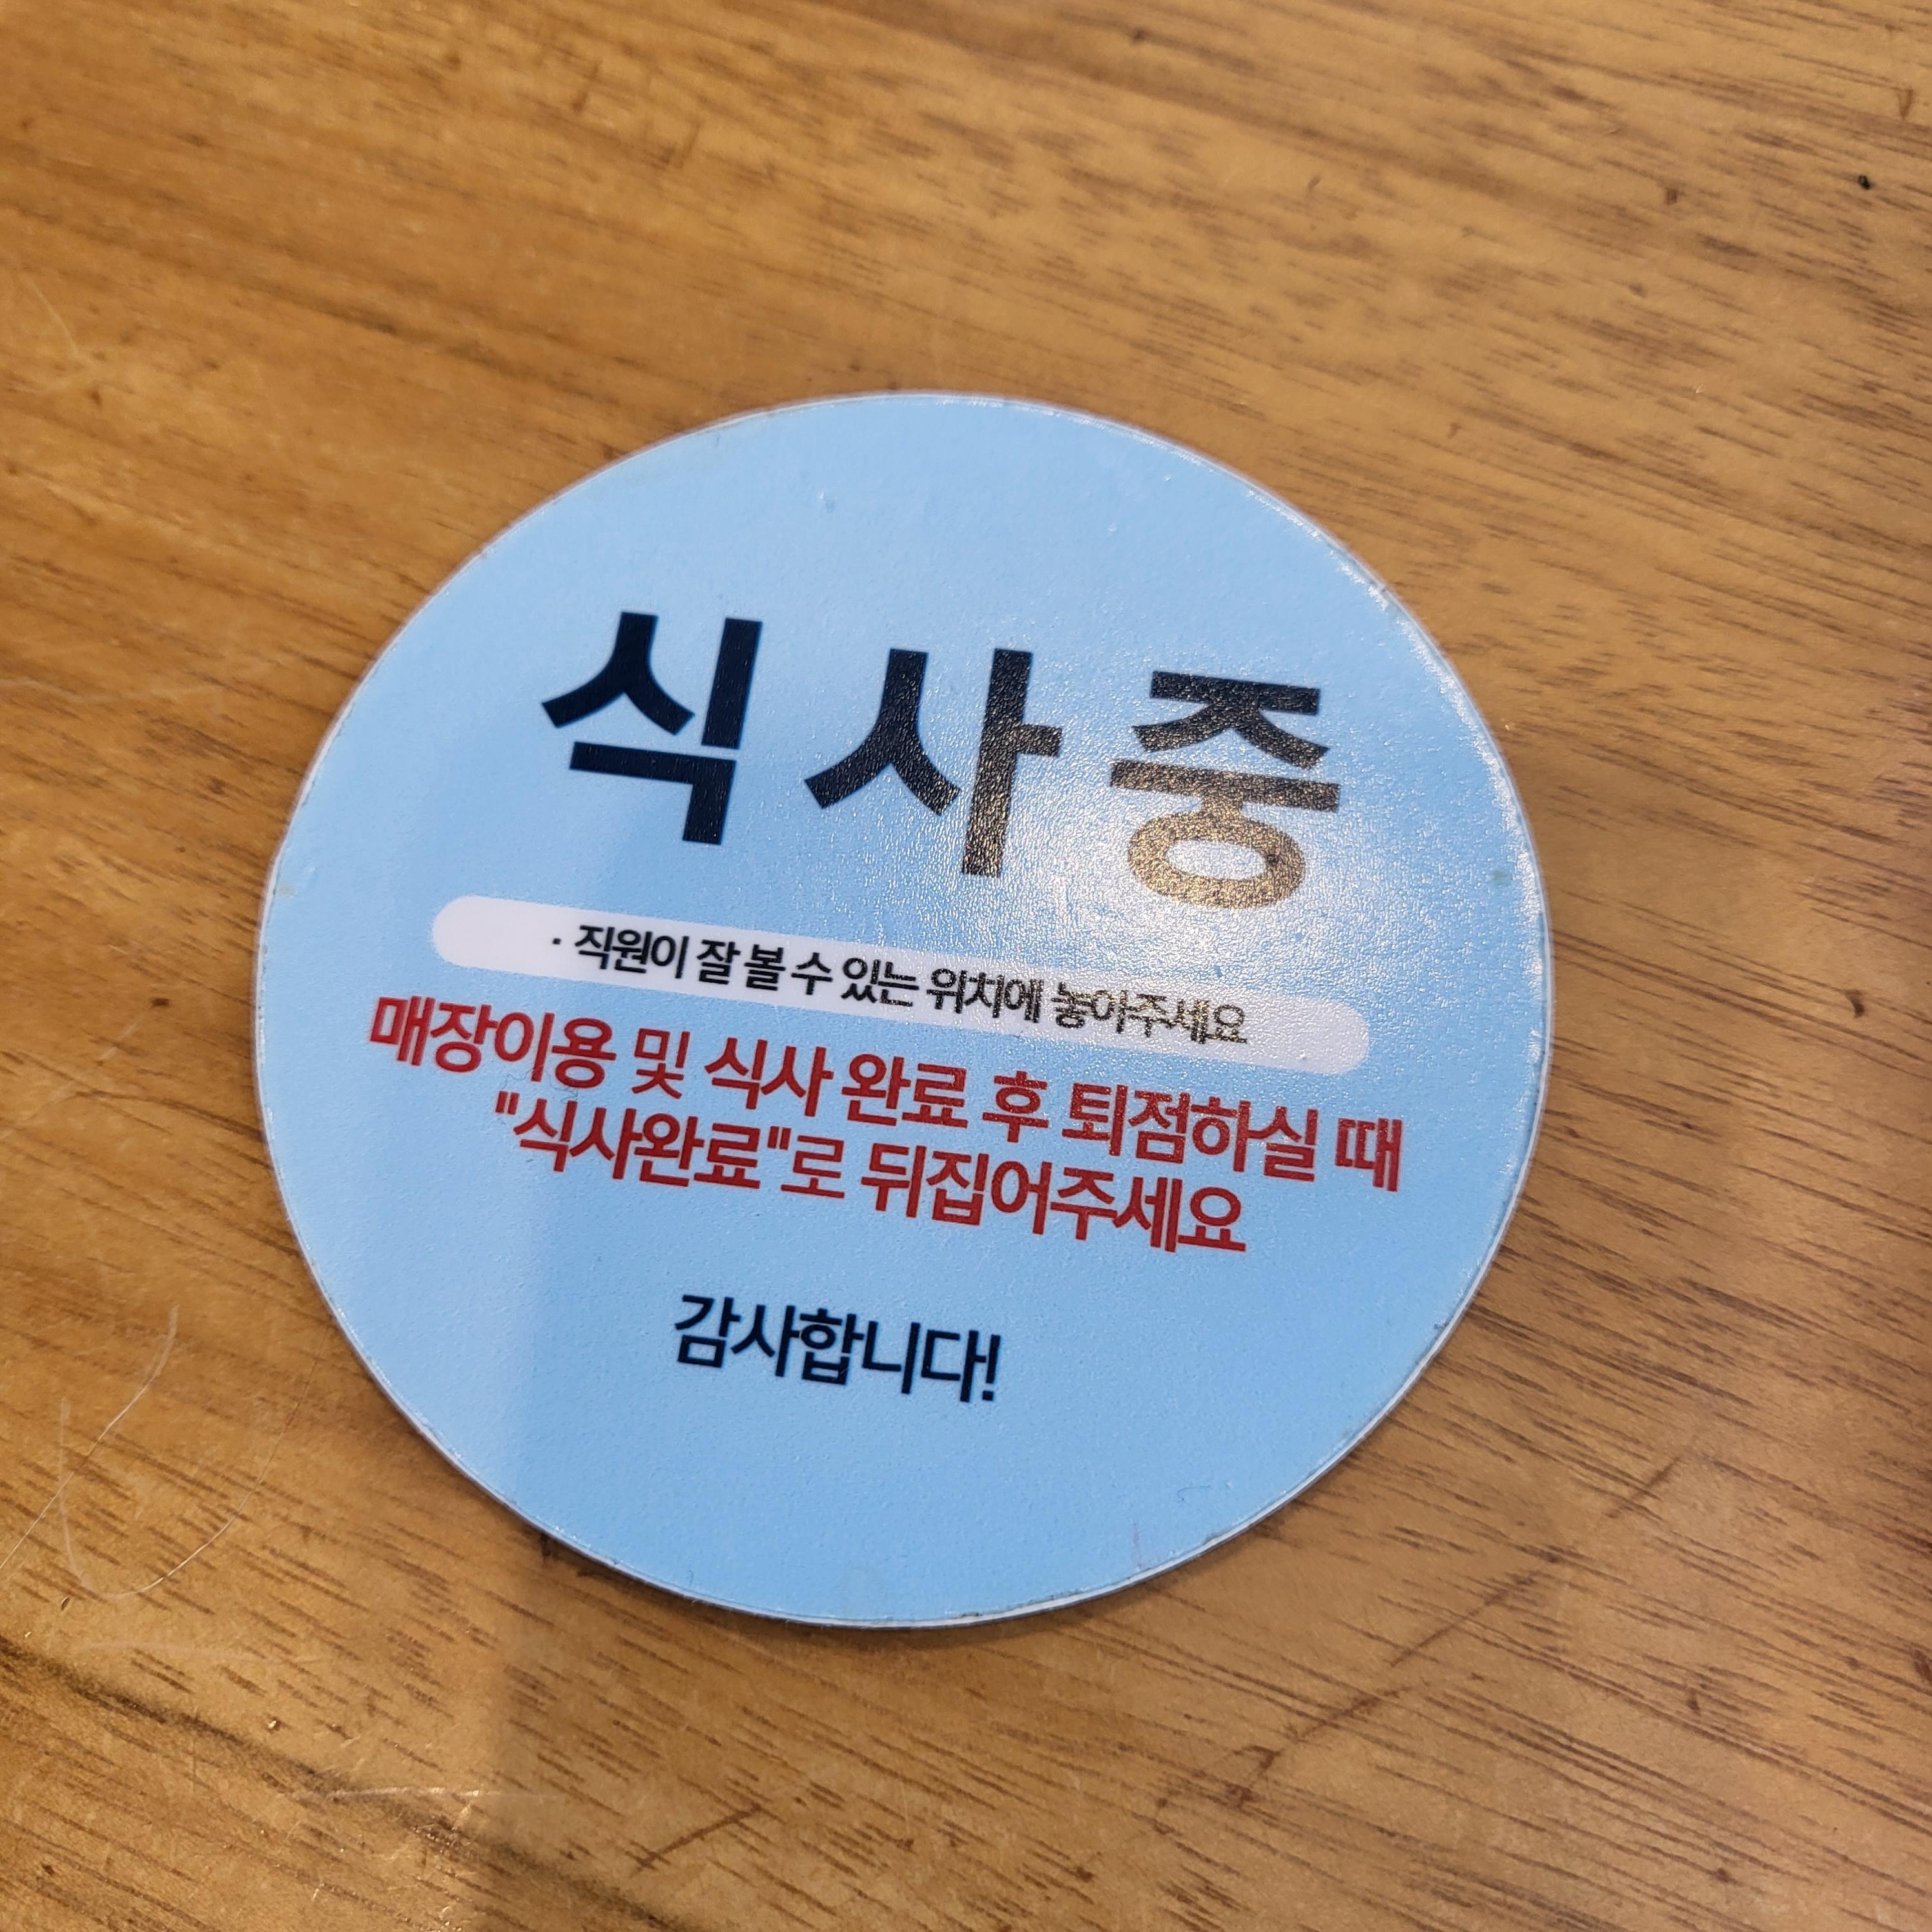 식사중
· 직원이 잘 볼 수 있는 위치에 놓아주세요
매장이용 및 식사 완료 후 퇴점하실 때
"식사완료"로 뒤집어주세요
감사합니다!